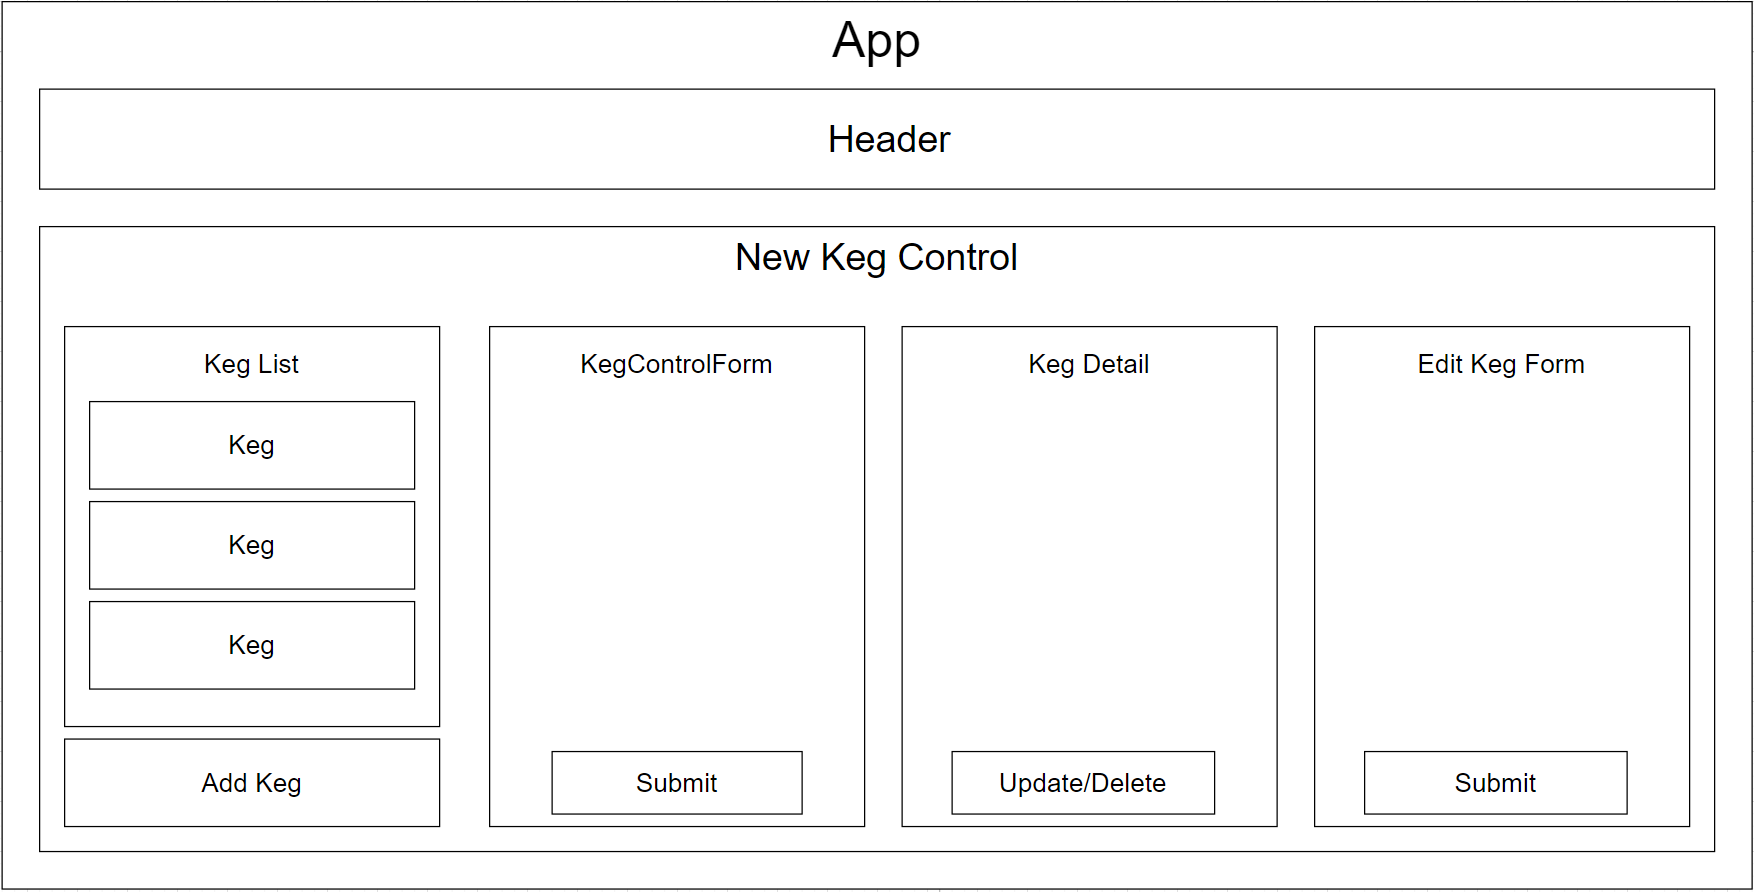 App
Header
New Keg Control
Keg List
Keg
Keg
Keg
Add Keg
KegControlForm
Submit
Keg Detail
Update/Delete
Edit Keg Form
Submit